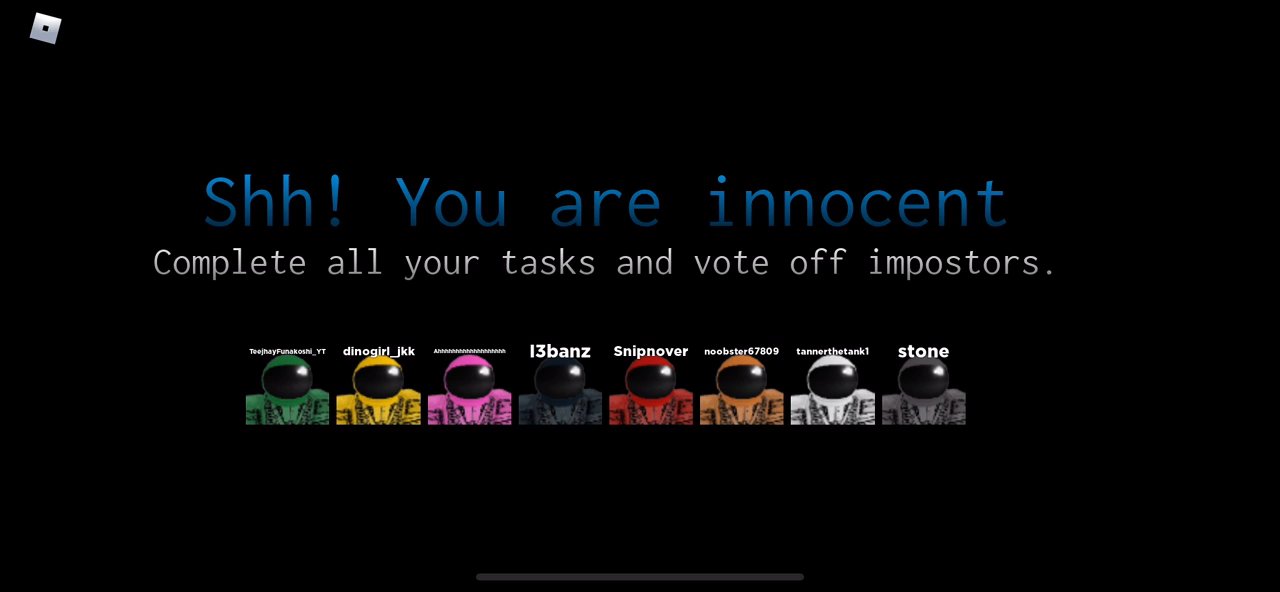 Shh! You are innocent
Complete all your tasks and vote off impostors.
TeejhayFunakoshi_YT dinogirl_jkk l3banz Snipnover noobster67809 tannerthetank1 stone